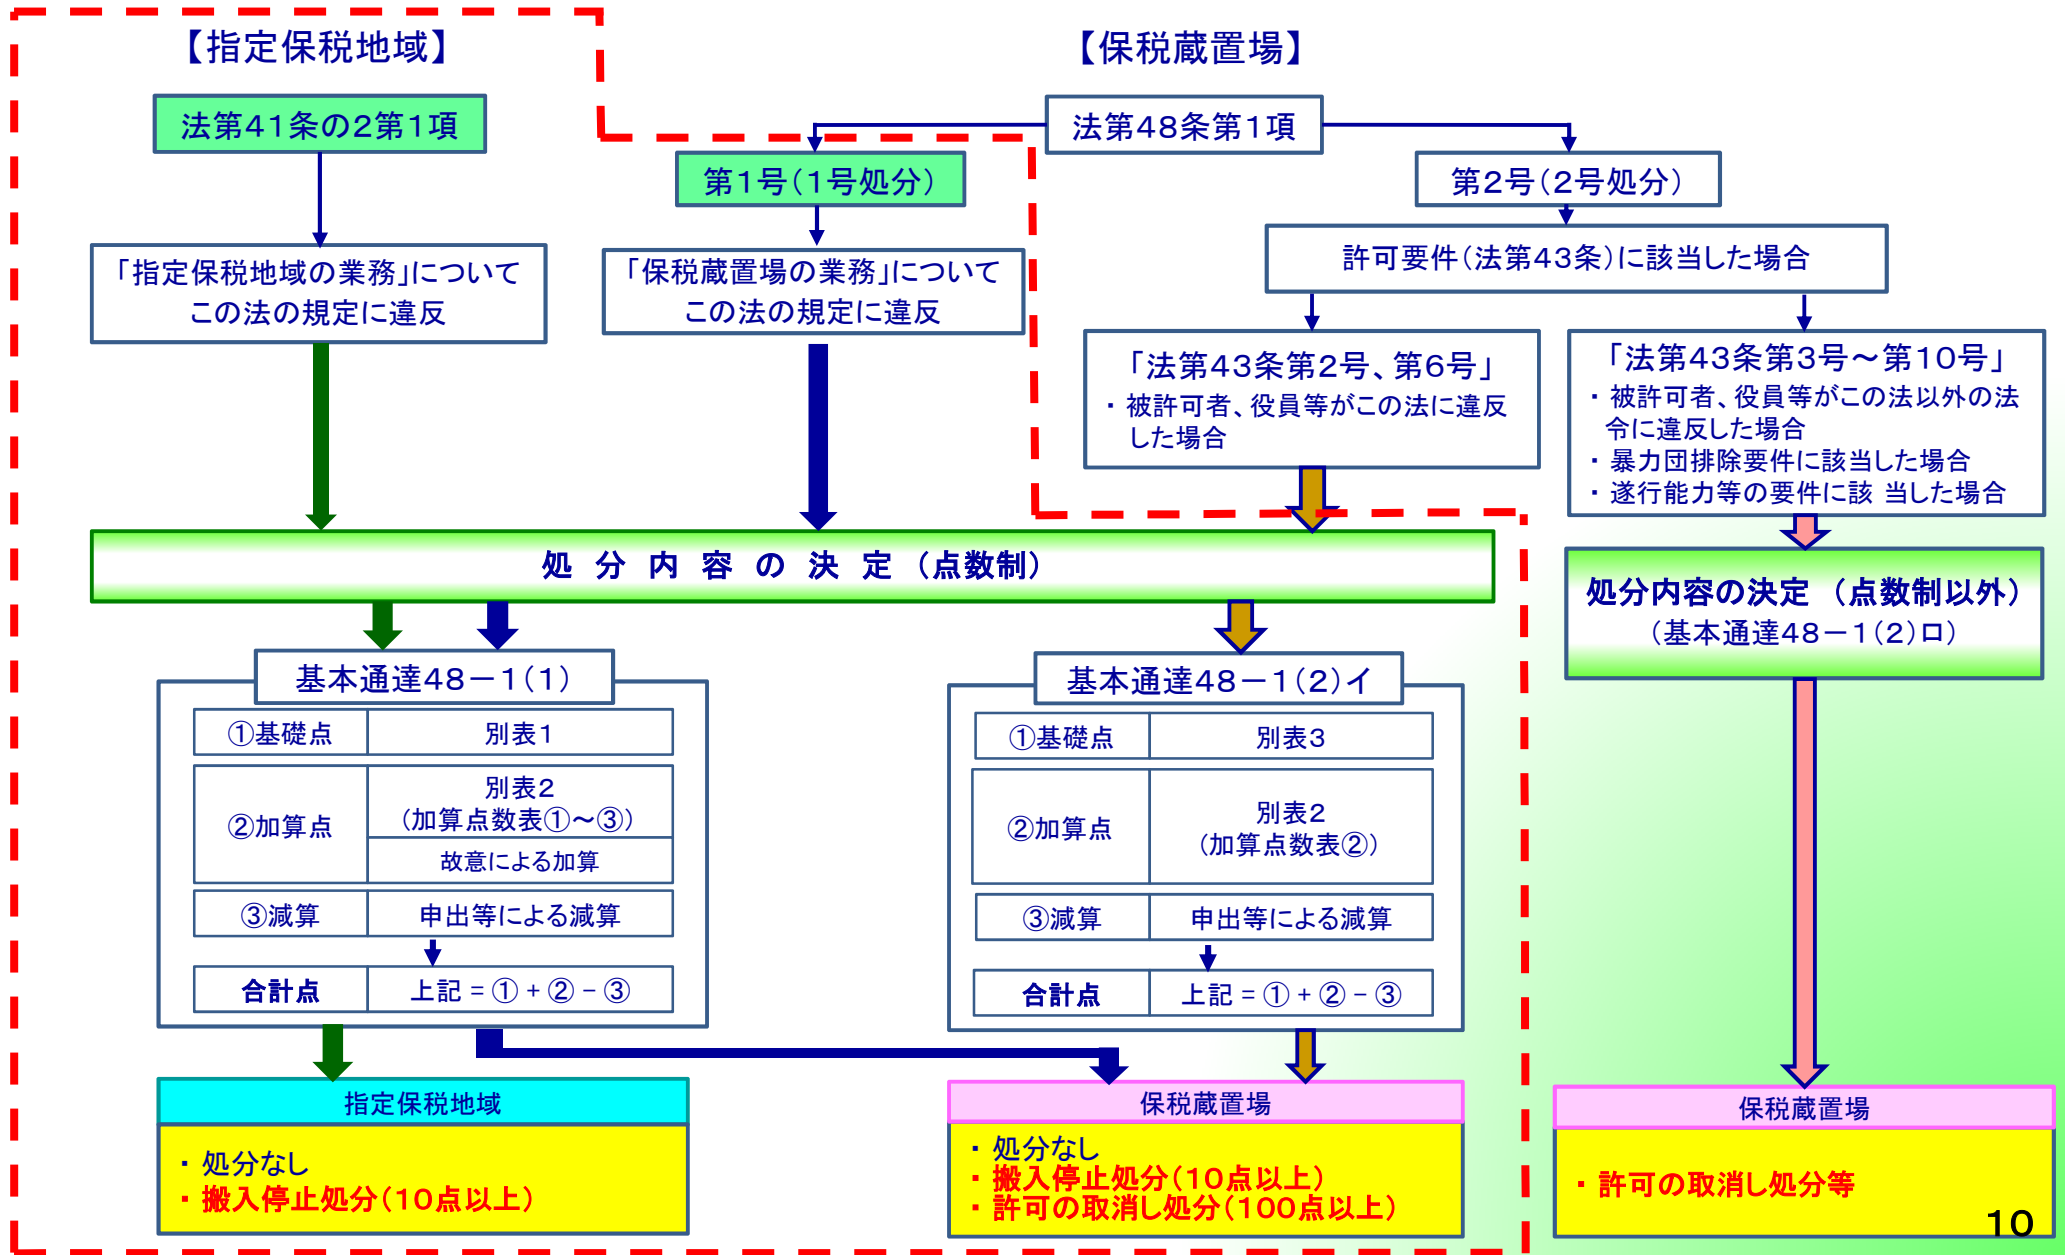 【指定保税地域】
【保税蔵置場】
法第41条の2第1項
法第48条第1項
第1号(1号処分)
第2号(2号処分)
「指定保税地域の業務」について
この法の規定に違反
「保税蔵置場の業務」について
この法の規定に違反
許可要件(法第43条)に該当した場合
「法第43条第2号、第6号」
・ 被許可者、役員等がこの法に違反
した場合
「法第43条第3号～第10号」
・ 被許可者、役員等がこの法以外の法
令に違反した場合
・ 暴力団排除要件に該当した場合
・ 遂行能力等の要件に該 当した場合
処 分 内 容 の 決 定 (点数制)
処分内容の決定 (点数制以外)
(基本通達48－1(2)ロ)
基本通達48－1(1)
①基礎点 別表1
②加算点 別表2
(加算点数表①～③)
故意による加算
③減算 申出等による減算
合計点 上記 = ① + ② − ③
基本通達48－1(2)イ
①基礎点 別表3
②加算点 別表2
(加算点数表②)
③減算 申出等による減算
合計点 上記 = ① + ② − ③
指定保税地域
・ 処分なし
・ 搬入停止処分(10点以上)
保税蔵置場
・ 処分なし
・ 搬入停止処分(10点以上)
・ 許可の取消し処分(100点以上)
保税蔵置場
・ 許可の取消し処分等
10